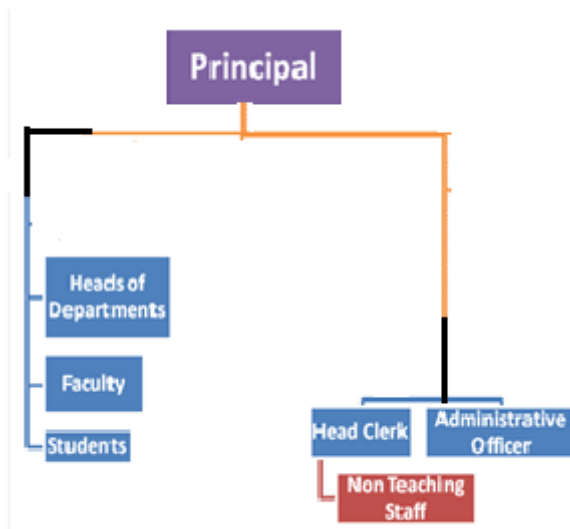 Principal
Heads of
Departments
Faculty
Students
Head Clerk
Administrative
Officer
Non Teaching
Staff